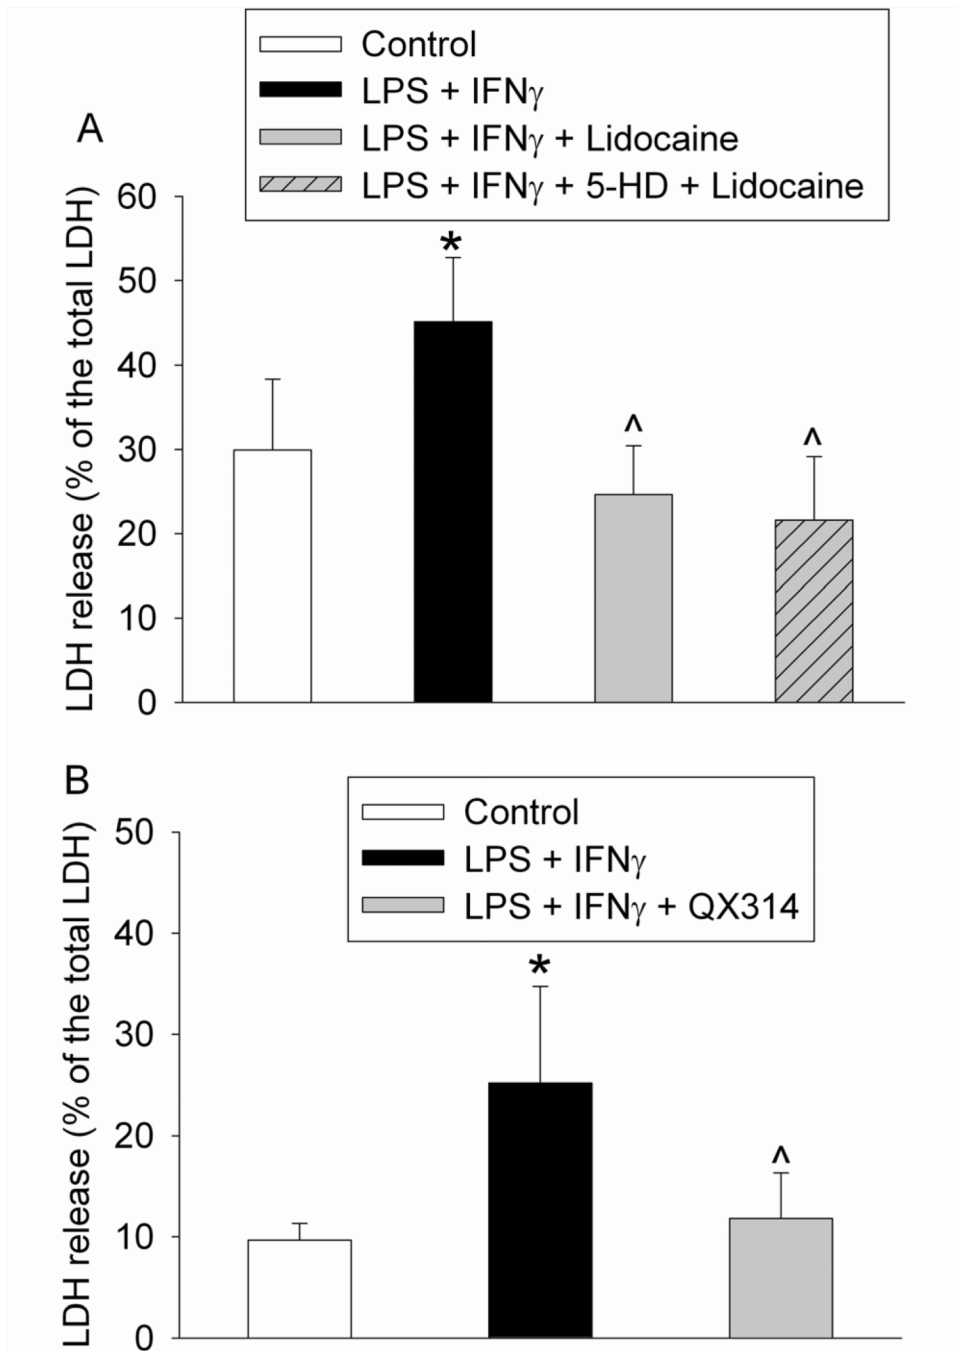 Control
LPS + IFNγ
LPS + IFNγ + Lidocaine
LPS + IFNγ + 5-HD + Lidocaine
A
LDH release (% of the total LDH)
60
50
40
30
20
10
0
*
^
^
B
Control
LPS + IFNγ
LPS + IFNγ + QX314
LDH release (% of the total LDH)
50
40
30
20
10
0
*
^